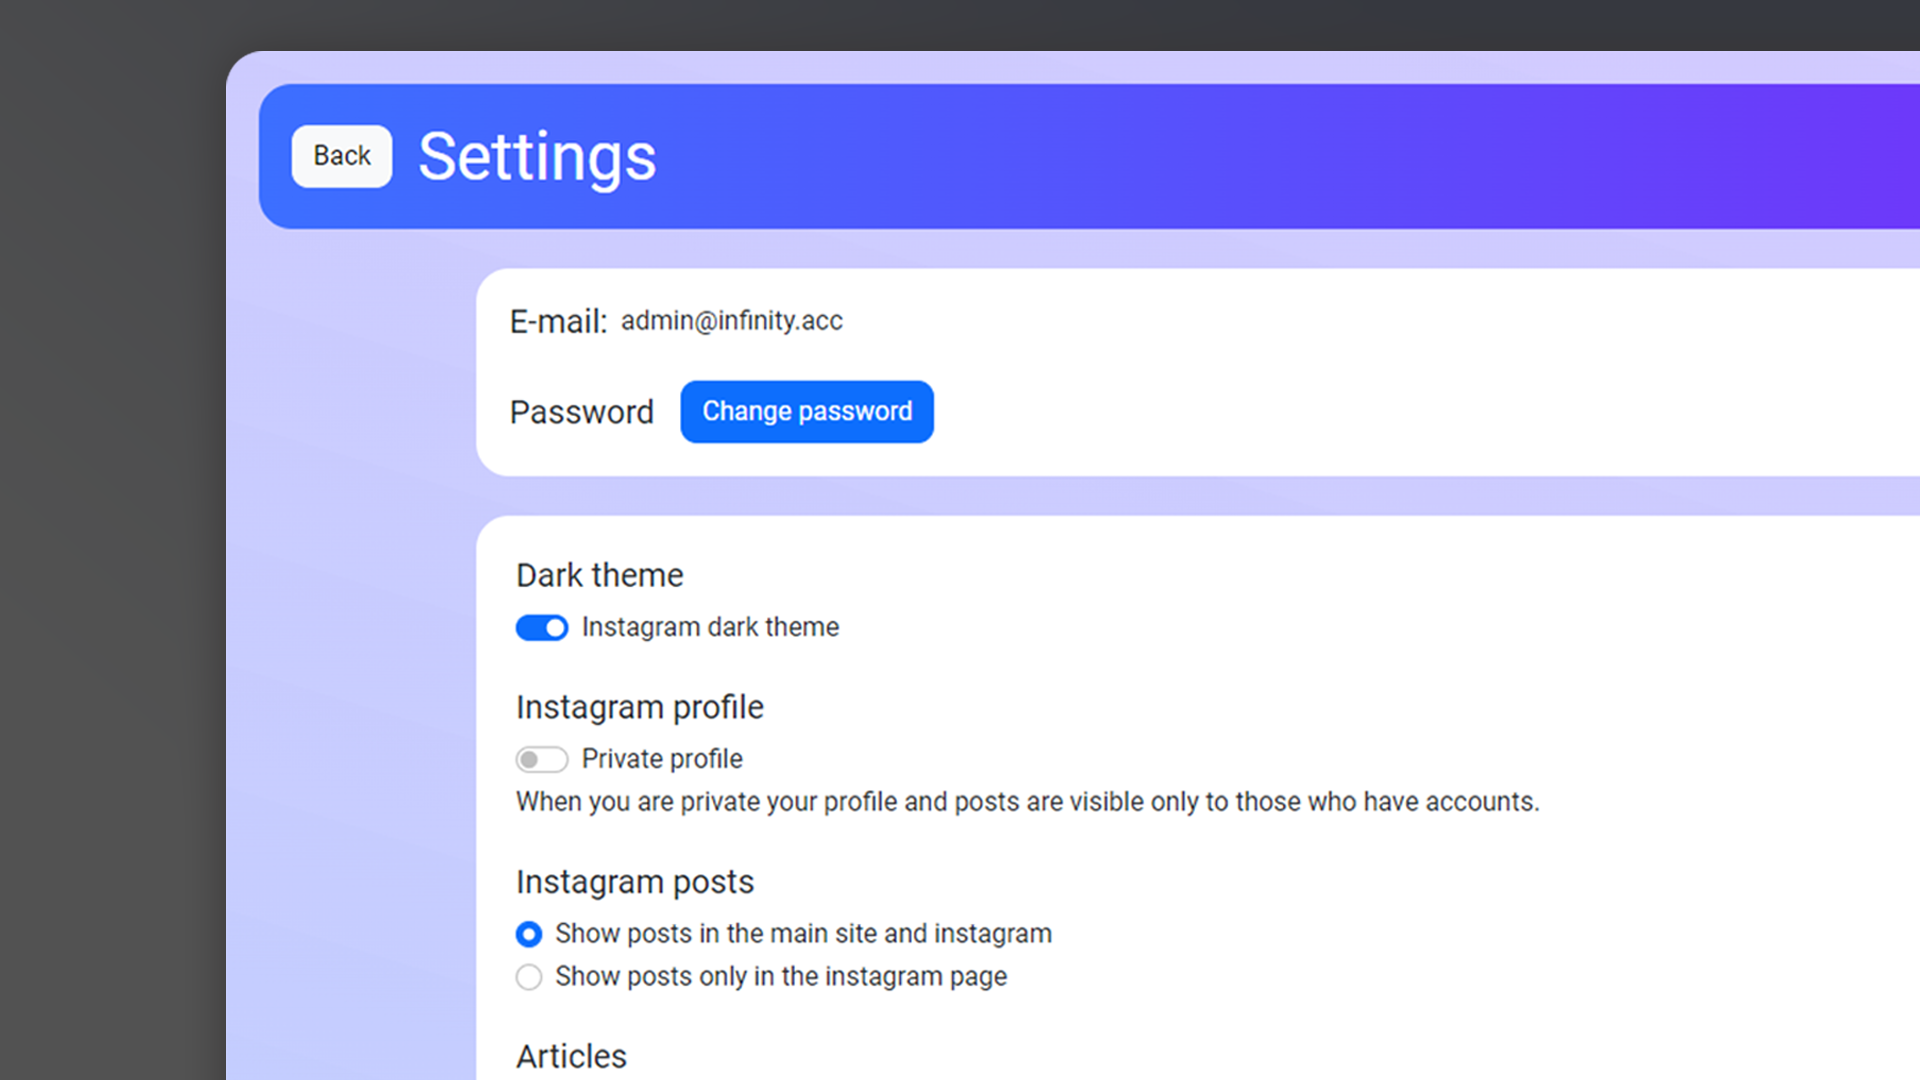 Back Settings
E-mail: admin@infinity.acc
Password Change password
Dark theme
Instagram dark theme
Instagram profile
Private profile
When you are private your profile and posts are visible only to those who have accounts.
Instagram posts
Show posts in the main site and instagram
Show posts only in the instagram page
Articles